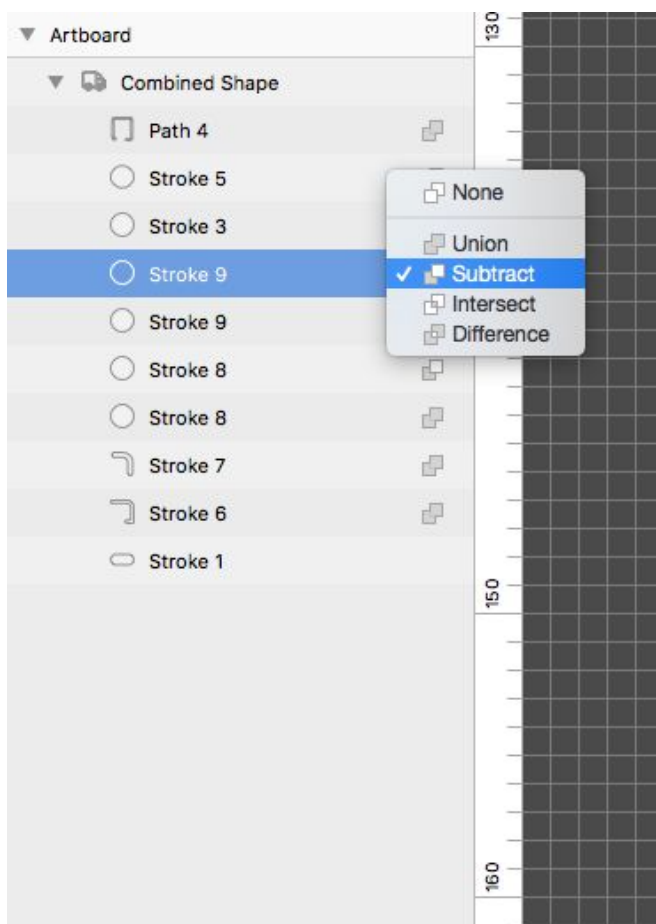 Artboard
130
Combined Shape
Path 4
Stroke 5
None
Stroke 3
Union
Stroke 9
Subtract
Intersect
Stroke 9
Difference
Stroke 8
Stroke 8
Stroke 7
Stroke 6
Stroke 1
150
160